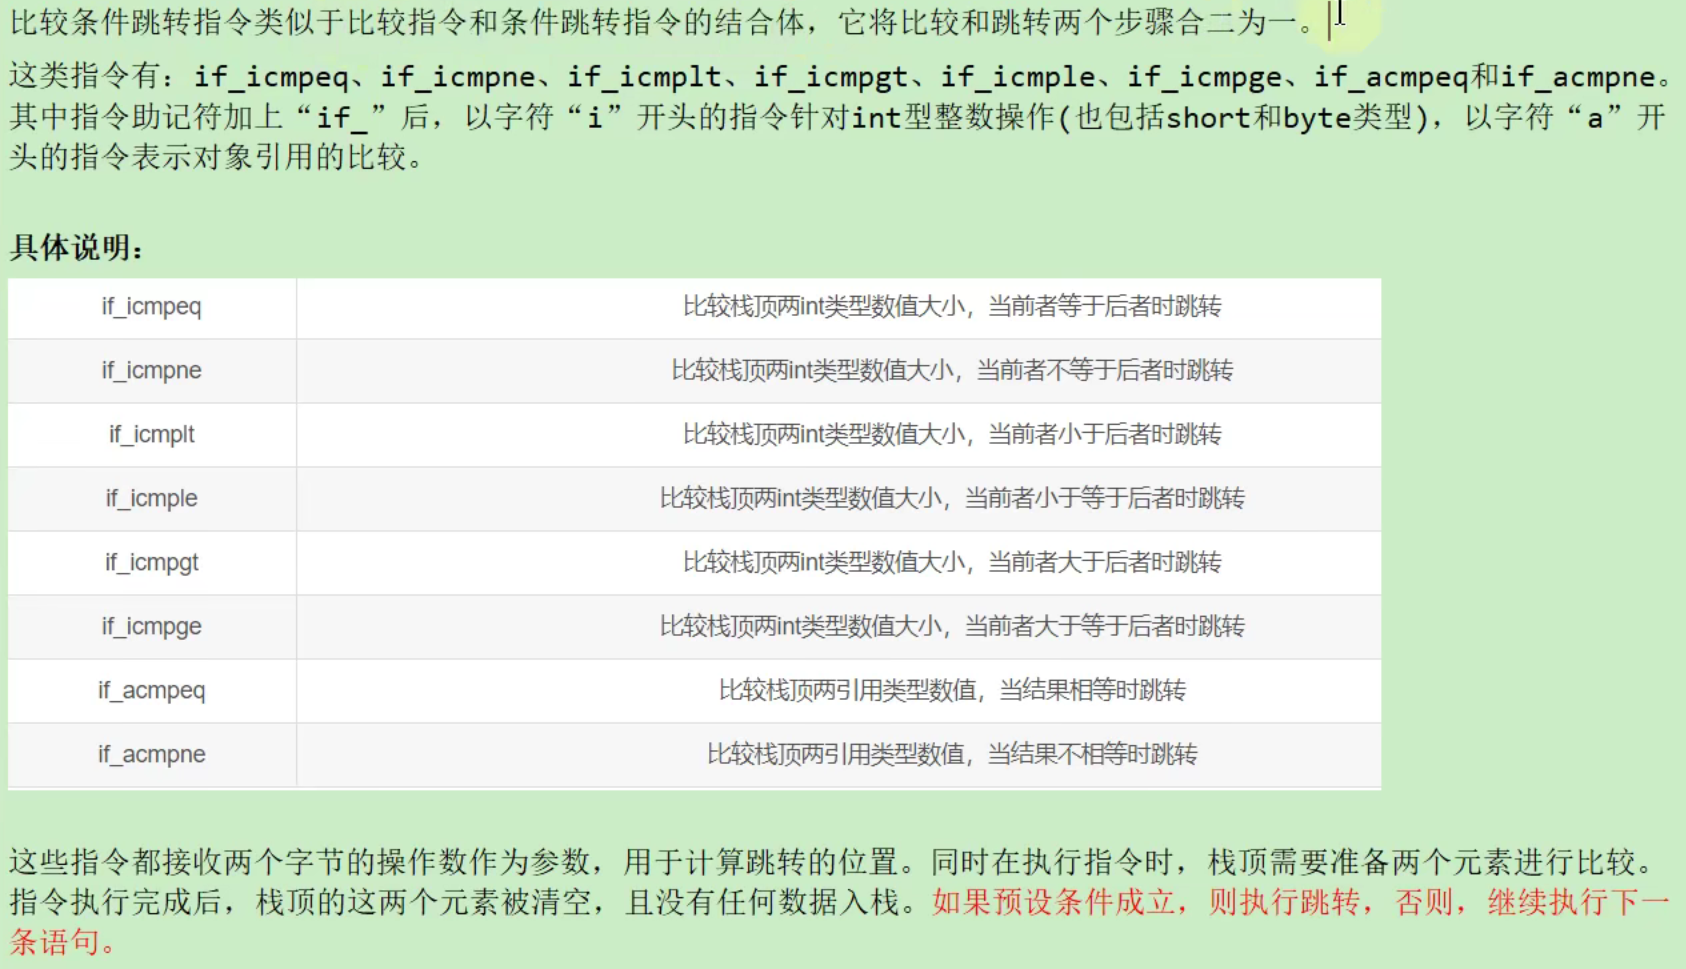 比较条件跳转指令类似于比较指令和条件跳转指令的结合体，它将比较和跳转两个步骤合二为一。
这类指令有：if_icmpeq、if_icmpne、if_icmplt、if_icmpgt、if_icmple、if_icmpge、if_acmpeq和if_acmpne。
其中指令助记符加上“if_”后，以字符“i”开头的指令针对int型整数操作(也包括short和byte类型)，以字符“a”开
头的指令表示对象引用的比较。
具体说明：
if_icmpeq 比较栈顶两int类型数值大小，当前者等于后者时跳转
if_icmpne 比较栈顶两int类型数值大小，当前者不等于后者时跳转
if_icmplt 比较栈顶两int类型数值大小，当前者小于后者时跳转
if_icmple 比较栈顶两int类型数值大小，当前者小于等于后者时跳转
if_icmpgt 比较栈顶两int类型数值大小，当前者大于后者时跳转
if_icmpge 比较栈顶两int类型数值大小，当前者大于等于后者时跳转
if_acmpeq 比较栈顶两引用类型数值，当结果相等时跳转
if_acmpne 比较栈顶两引用类型数值，当结果不相等时跳转
这些指令都接收两个字节的操作数作为参数，用于计算跳转的位置。同时在执行指令时，栈顶需要准备两个元素进行比较。
指令执行完成后，栈顶的这两个元素被清空，且没有任何数据入栈。如果预设条件成立，则执行跳转，否则，继续执行下一
条语句。